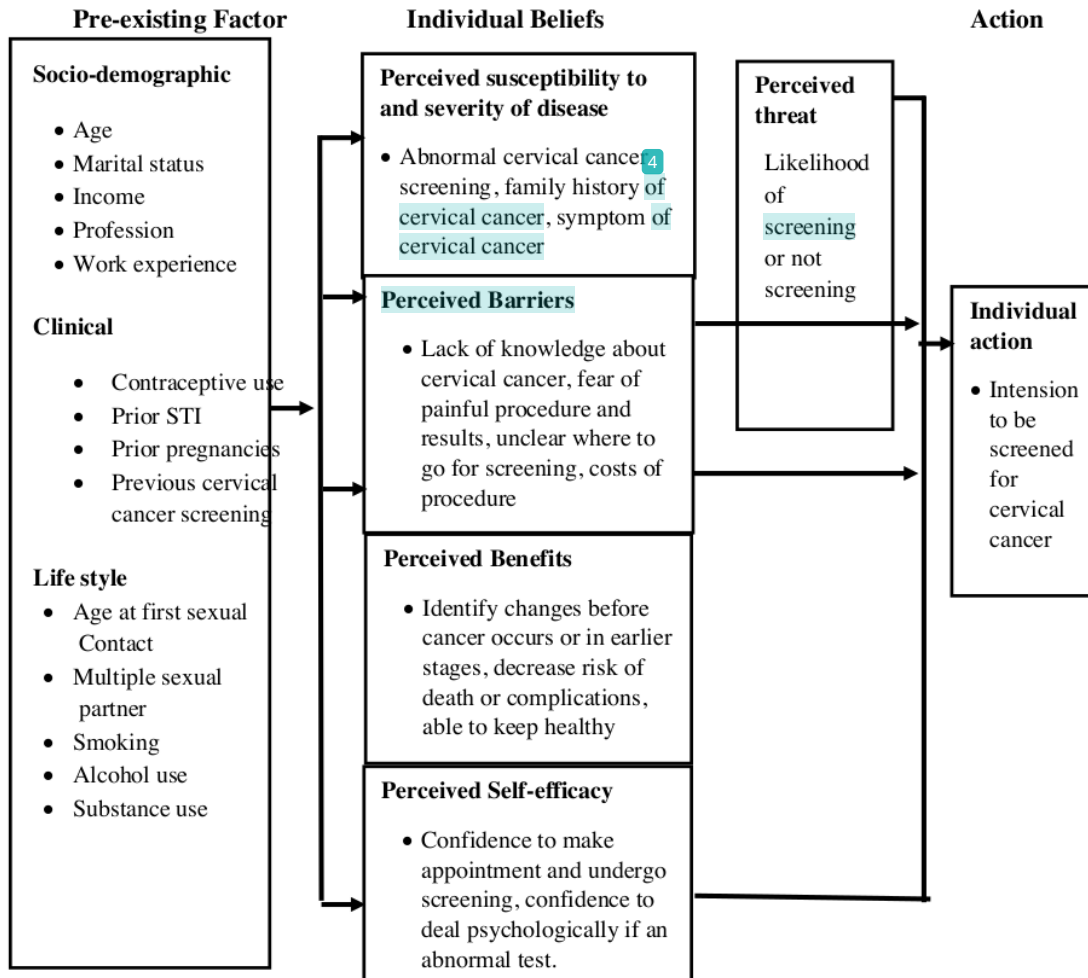 Pre-existing Factor
Individual Beliefs
Action
Socio-demographic
• Age
• Marital status
• Income
• Profession
• Work experience
Clinical
• Contraceptive use
• Prior STI
• Prior pregnancies
• Previous cervical
cancer screening
Life style
• Age at first sexual
Contact
• Multiple sexual
partner
• Smoking
• Alcohol use
• Substance use
Perceived susceptibility to
and severity of disease
• Abnormal cervical cancer
4
screening, family history of
cervical cancer, symptom of
cervical cancer
Perceived Barriers
• Lack of knowledge about
cervical cancer, fear of
painful procedure and
results, unclear where to
go for screening, costs of
procedure
Perceived Benefits
• Identify changes before
cancer occurs or in earlier
stages, decrease risk of
death or complications,
able to keep healthy
Perceived Self-efficacy
• Confidence to make
appointment and undergo
screening, confidence to
deal psychologically if an
abnormal test.
Perceived
threat
Likelihood
of
screening
or not
screening
Individual
action
• Intension
to be
screened
for
cervical
cancer